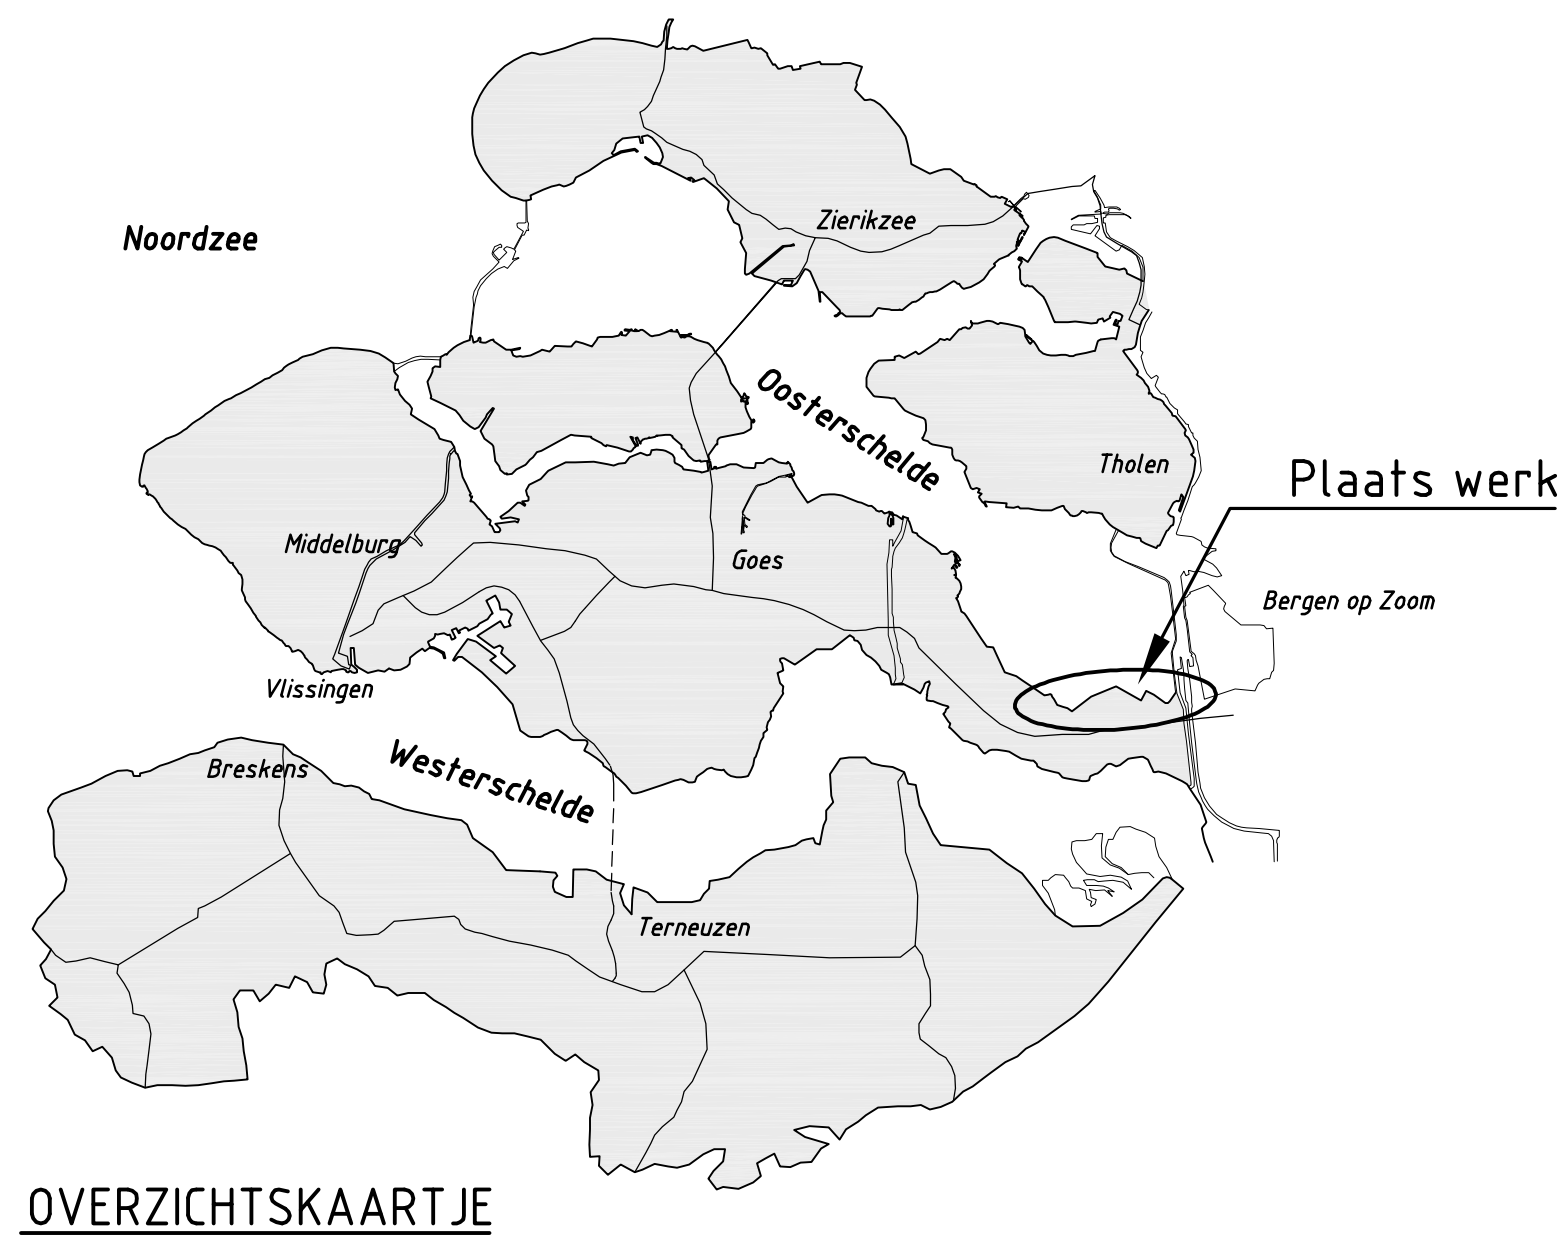 Zierikzee
Noordzee
Oosterschelde
Tholen
Plaats werk
Middelburg
Goes
Bergen op Zoom
Vlissingen
Westerschelde
Breskens
Terneuzen
OVERZICHTSKAARTJE